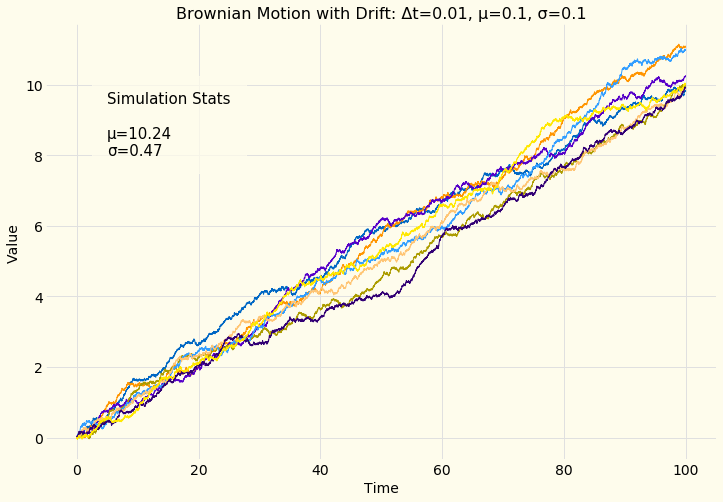 Brownian Motion with Drift: Δt=0.01, μ=0.1, σ=0.1
Simulation Stats
μ=10.24
σ=0.47
Value
10
8
6
4
2
0
0 20 40 60 80 100
Time